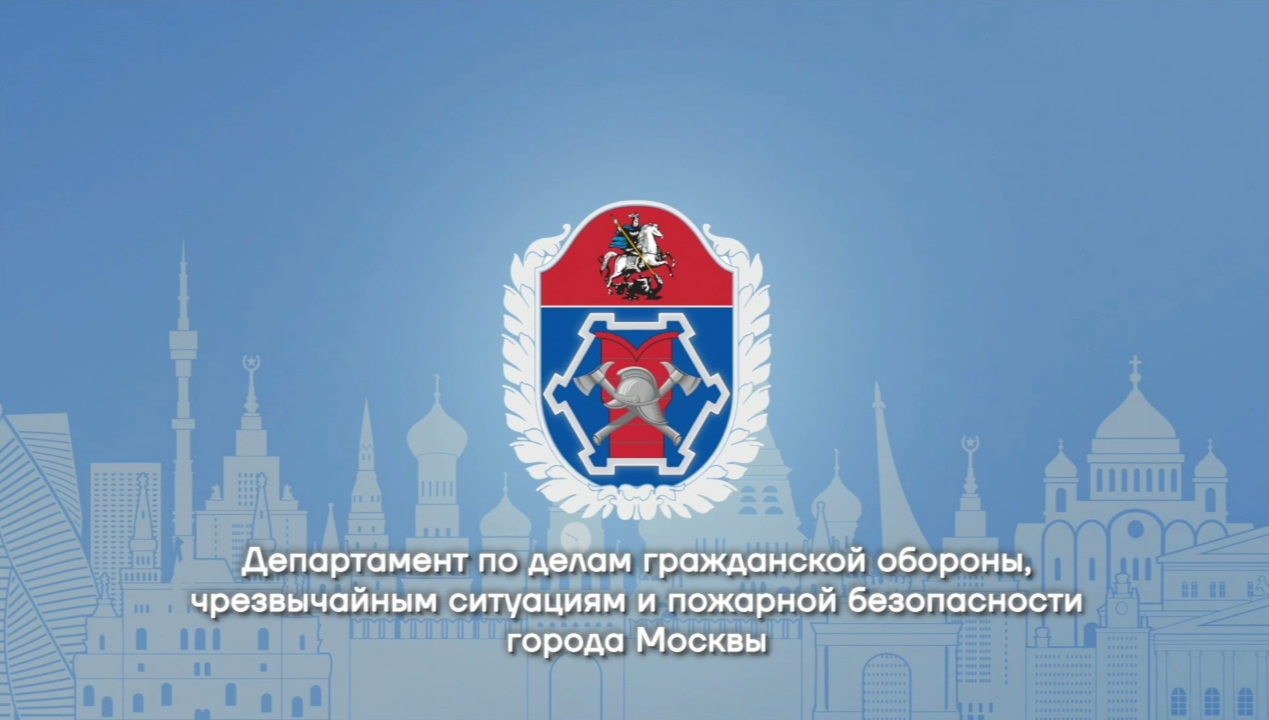 Департамент по делам гражданской обороны,
чрезвычайным ситуациям и пожарной безопасности
города Москвы